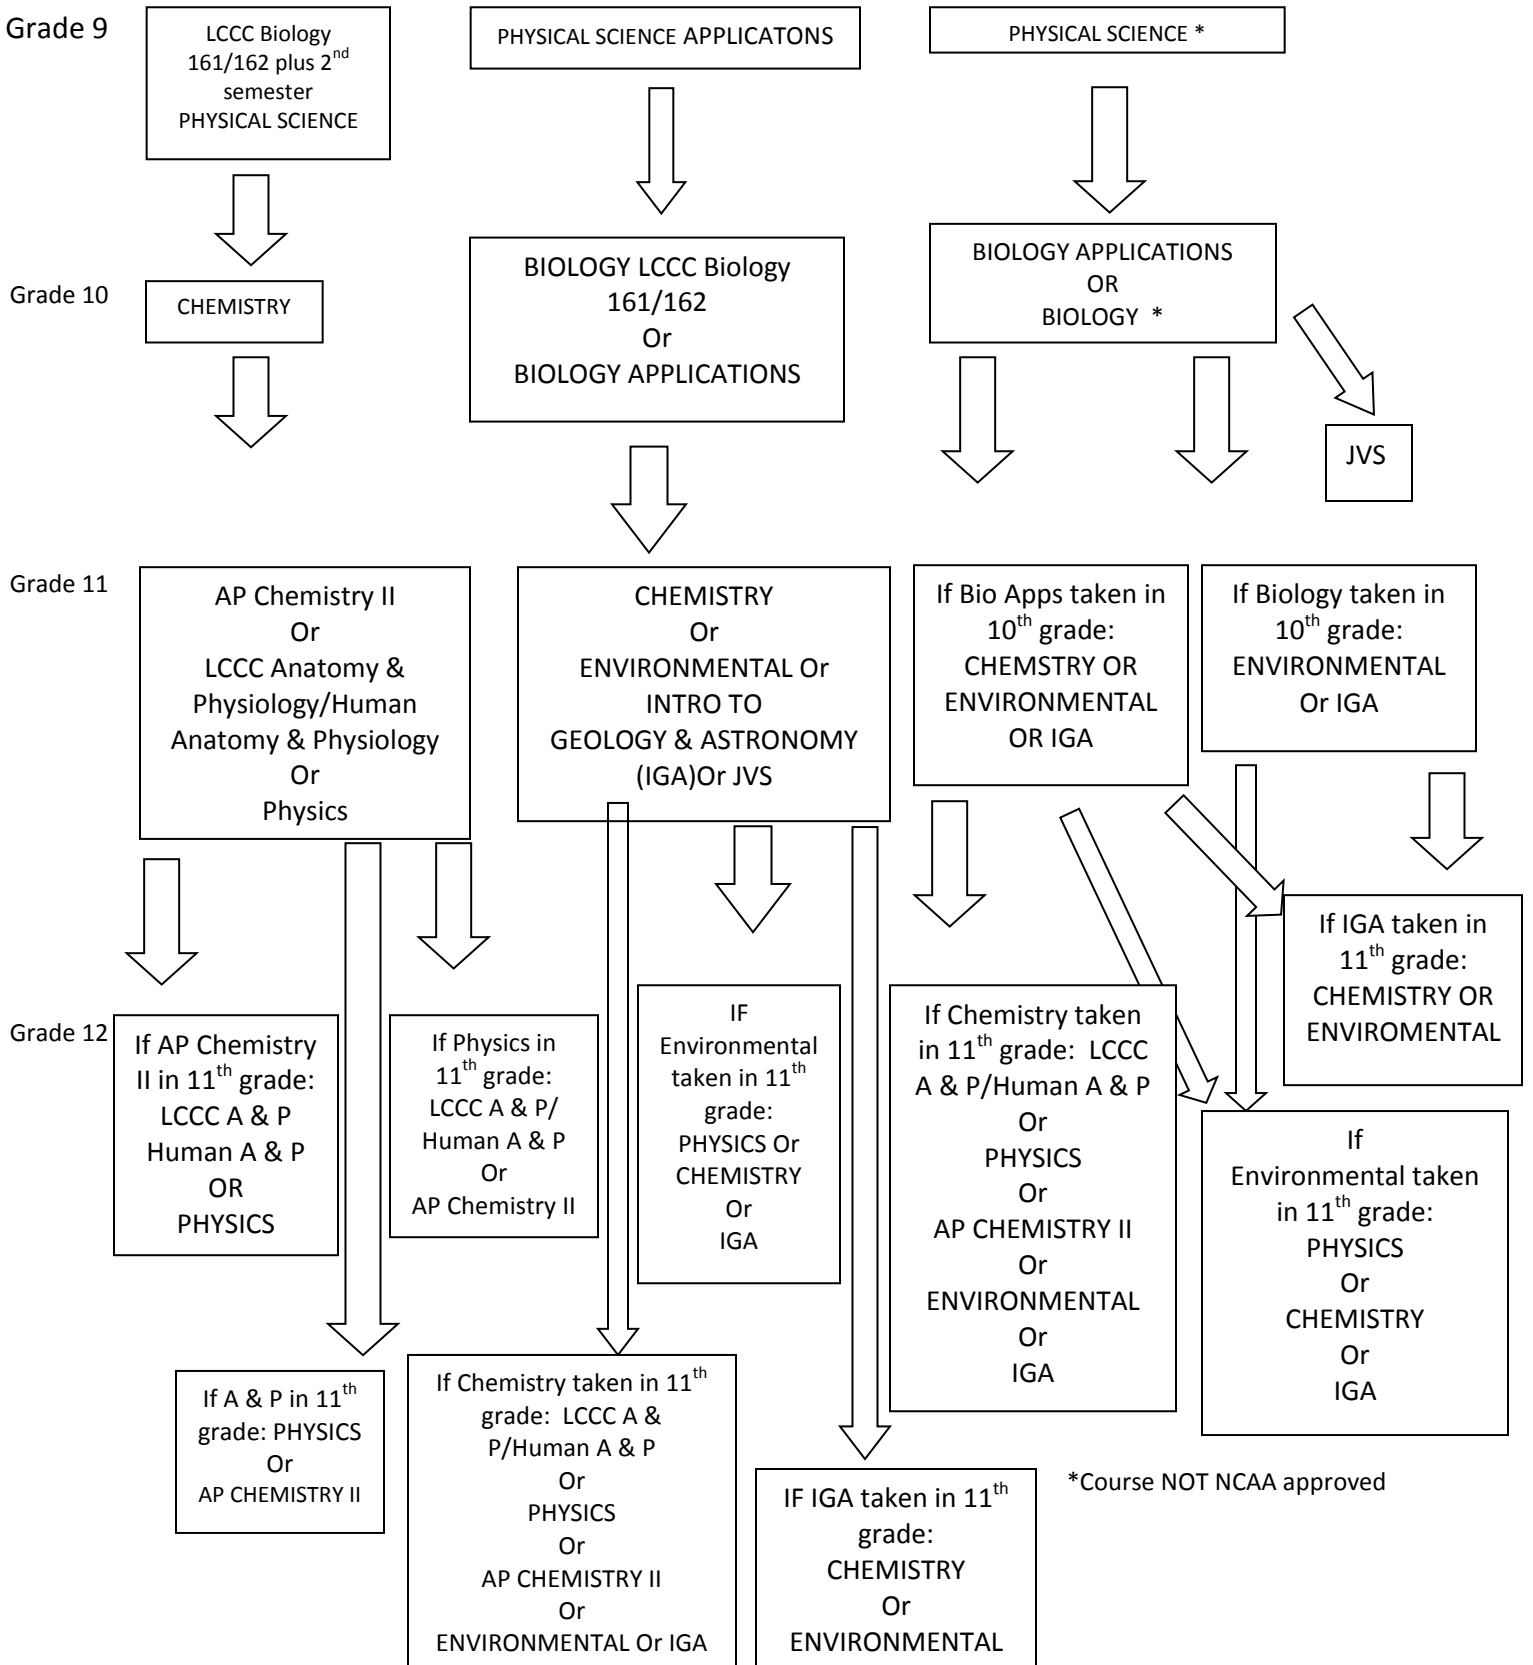 Grade 9
LCCC Biology
161/162 plus 2nd
semester
PHYSICAL SCIENCE
PHYSICAL SCIENCE APPLICATONS
PHYSICAL SCIENCE *
Grade 10
CHEMISTRY
BIOLOGY LCCC Biology
161/162
Or
BIOLOGY APPLICATIONS
BIOLOGY APPLICATIONS
OR
BIOLOGY *
JVS
Grade 11
AP Chemistry II
Or
LCCC Anatomy &
Physiology/Human
Anatomy & Physiology
Or
Physics
CHEMISTRY
Or
ENVIRONMENTAL Or
INTRO TO
GEOLOGY & ASTRONOMY
(IGA)Or JVS
If Bio Apps taken in
10th grade:
CHEMSTRY OR
ENVIRONMENTAL
OR IGA
If Biology taken in
10th grade:
ENVIRONMENTAL
Or IGA
Grade 12
If AP Chemistry
II in 11th grade:
LCCC A & P
Human A & P
OR
PHYSICS
If Physics in
11th grade:
LCCC A & P/
Human A & P
Or
AP Chemistry II
IF
Environmental
taken in 11th
grade:
PHYSICS Or
CHEMISTRY
Or
IGA
If Chemistry taken
in 11th grade: LCCC
A & P/Human A & P
Or
PHYSICS
Or
AP CHEMISTRY II
Or
ENVIRONMENTAL
Or
IGA
If IGA taken in
11th grade:
CHEMISTRY OR
ENVIROMENTAL
If
Environmental taken
in 11th grade:
PHYSICS
Or
CHEMISTRY
Or
IGA
If A & P in 11th
grade: PHYSICS
Or
AP CHEMISTRY II
If Chemistry taken in 11th
grade: LCCC A &
P/Human A & P
Or
PHYSICS
Or
AP CHEMISTRY II
Or
ENVIRONMENTAL Or IGA
IF IGA taken in 11th
grade:
CHEMISTRY
Or
ENVIRONMENTAL
*Course NOT NCAA approved